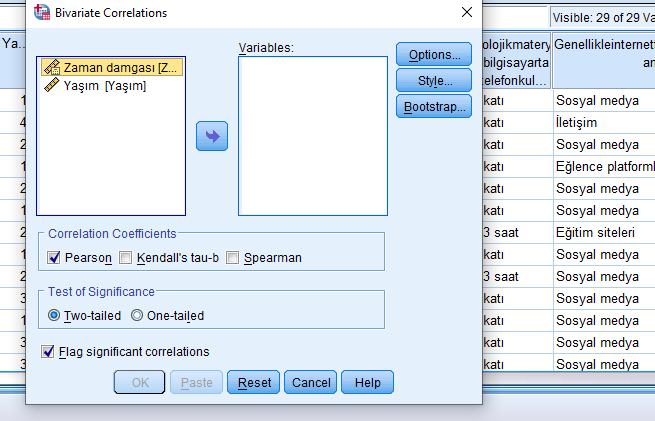 Bivariate Correlations
Visible: 29 of 29 Va
Ya...
Variables:
Zaman damgası [Z...
Yaşım [Yaşım]
Options...
Style...
Bootstrap...
olojikmatery
bilgisayarta
elefonkul...
Genellikleinternett
an
1 katı Sosyal medya
4 katı İletişim
2 katı Sosyal medya
1 katı Eğlence platforml
2 katı Sosyal medya
1 katı Sosyal medya
2 3 saat Eğitim siteleri
1 katı Sosyal medya
2 3 saat Sosyal medya
3 katı Sosyal medya
1 katı Sosyal medya
3 katı Sosyal medya
3 katı Sosyal medya
Correlation Coefficients
Pearson Kendall's tau-b Spearman
Test of Significance
Two-tailed One-tailed
Flag significant correlations
OK Paste Reset Cancel Help